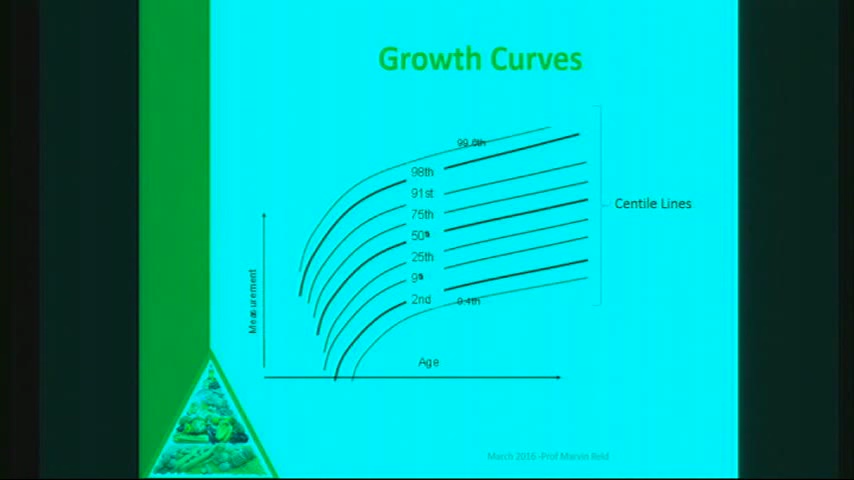 Growth Curves
99.6th
98th
91st
75th
50th
25th
9th
2nd
0.4th
Centile Lines
Measurement
Age
March 2016 -Prof Marvin Reid